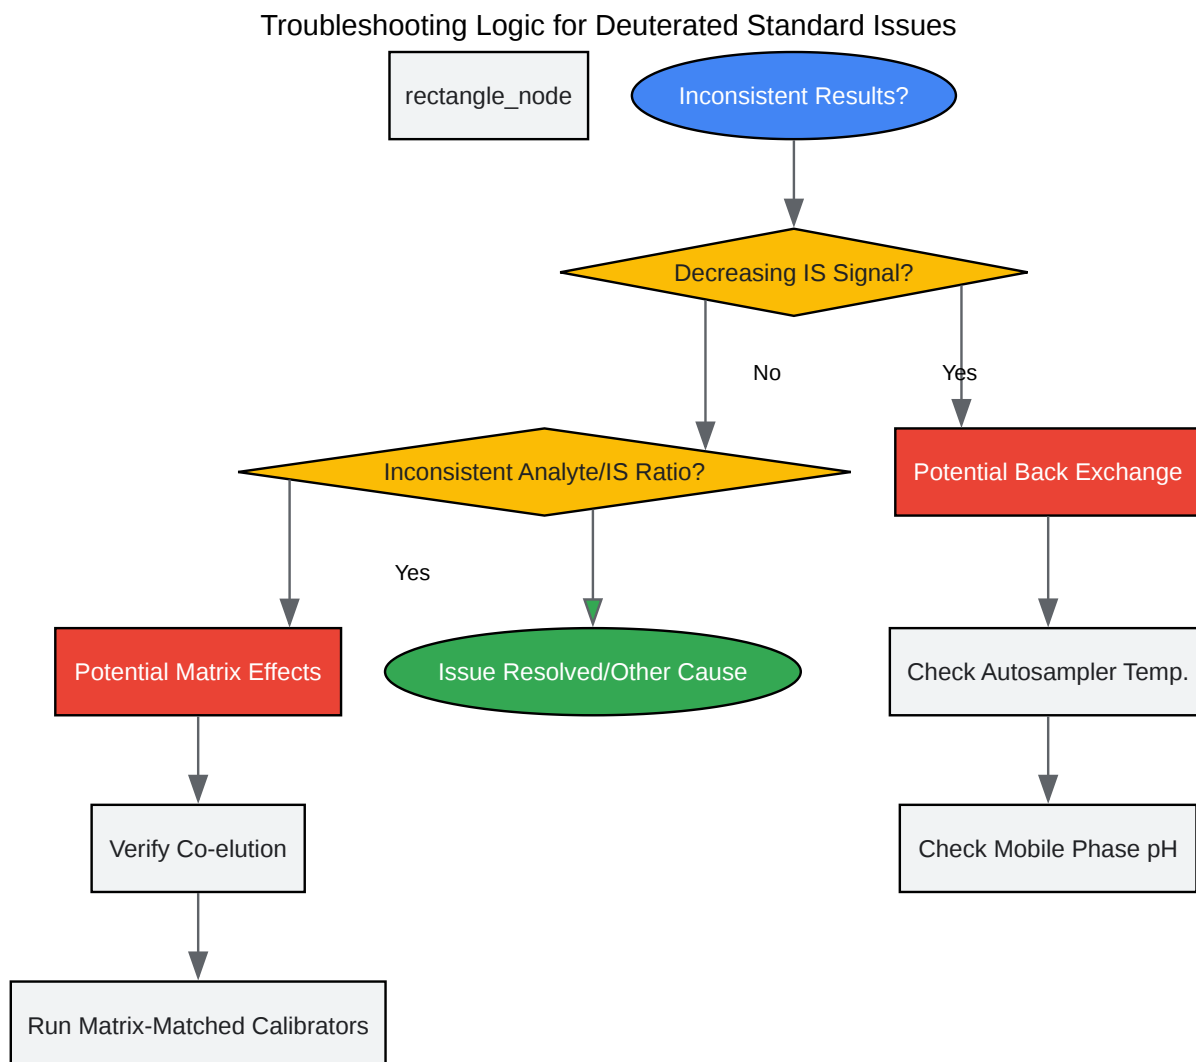 Troubleshooting Logic for Deuterated Standard Issues
rectangle_node
Inconsistent Results?
Decreasing IS Signal?
No
Yes
Inconsistent Analyte/IS Ratio?
Potential Back Exchange
Yes
Potential Matrix Effects
Issue Resolved/Other Cause
Check Autosampler Temp.
Verify Co-elution
Check Mobile Phase pH
Run Matrix-Matched Calibrators